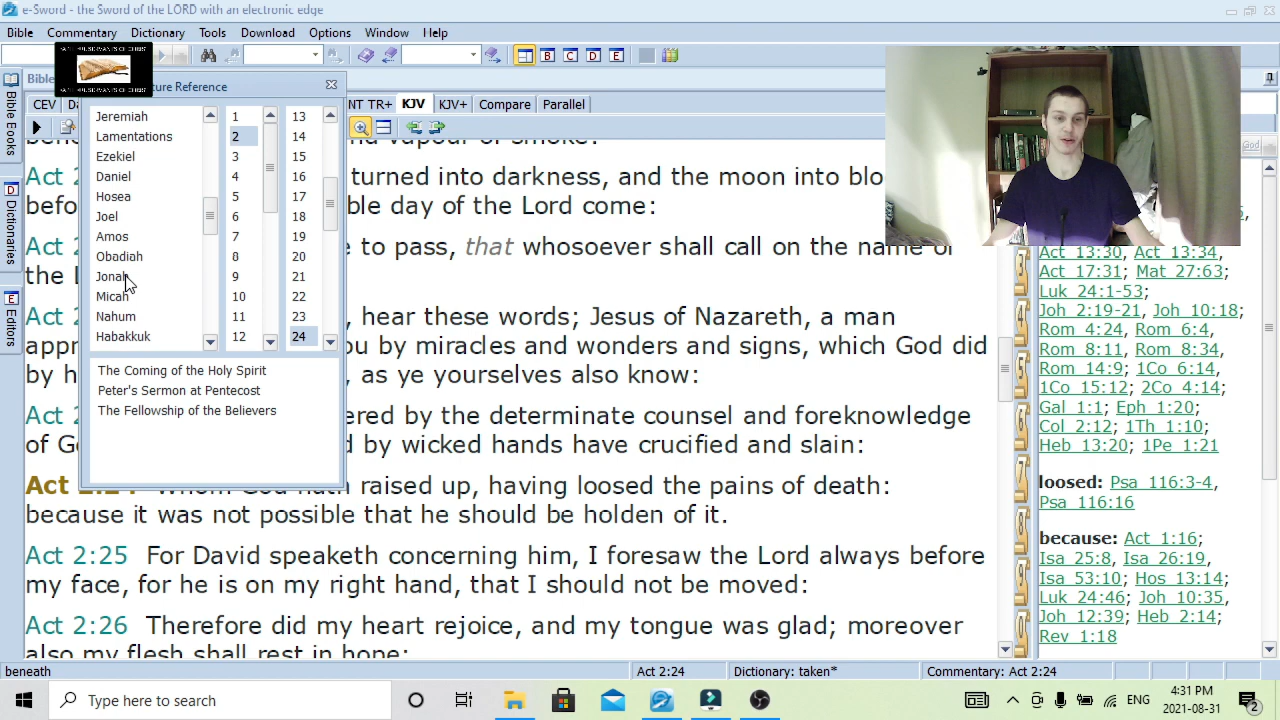 e-Sword - the Sword of the LORD with an electronic edge
Bible Commentary Dictionary Tools Download Options Window Help
B C D E
Bible
ture Reference
CEV NT TR+ KJV KJV+ Compare Parallel
Bible Books
Dictionaries
Editors
Jeremiah 1 13
Lamentations 2 14
Ezekiel 3 15
Daniel 4 16
Hosea 5 17
Joel 6 18
Amos 7 19
Obadiah 8 20
Jonah 9 21
Micah 10 22
Nahum 11 23
Habakkuk 12 24
The Coming of the Holy Spirit
Peter's Sermon at Pentecost
The Fellowship of the Believers
turned into darkness, and the moon into
ble day of the Lord come:
e to pass, that whosoever shall call on the name of
the
hear these words; Jesus of Nazareth, a man
by miracles and wonders and signs, which God did
as ye yourselves also know:
ered by the determinate counsel and foreknowledge
by wicked hands have crucified and slain:
raised up, having loosed the pains of death:
because it was not possible that he should be holden of it.
Act 2:25 For David speaketh concerning him, I foresaw the Lord always before
my face, for he is on my right hand, that I should not be moved:
Act 2:26 Therefore did my heart rejoice, and my tongue was glad; moreover
also my flesh shall rest in hope:
God
Act 13:30, Act 13:34,
Act 17:31; Mat 27:63;
Luk 24:1-53;
Joh 2:19-21, Joh 10:18;
Rom 4:24, Rom 6:4,
Rom 8:11, Rom 8:34,
Rom 14:9; 1Co 6:14,
1Co 15:12; 2Co 4:14;
Gal 1:1; Eph 1:20;
Col 2:12; 1Th 1:10;
Heb 13:20; 1Pe 1:21
loosed: Psa 116:3-4,
Psa 116:16
because: Act 1:16;
Isa 25:8, Isa 26:19,
Isa 53:10; Hos 13:14;
Luk 24:46; Joh 10:35,
Joh 12:39; Heb 2:14;
Rev 1:18
beneath Act 2:24 Dictionary: taken* Commentary: Act 2:24
Type here to search ENG 4:31 PM
2021-08-31 2